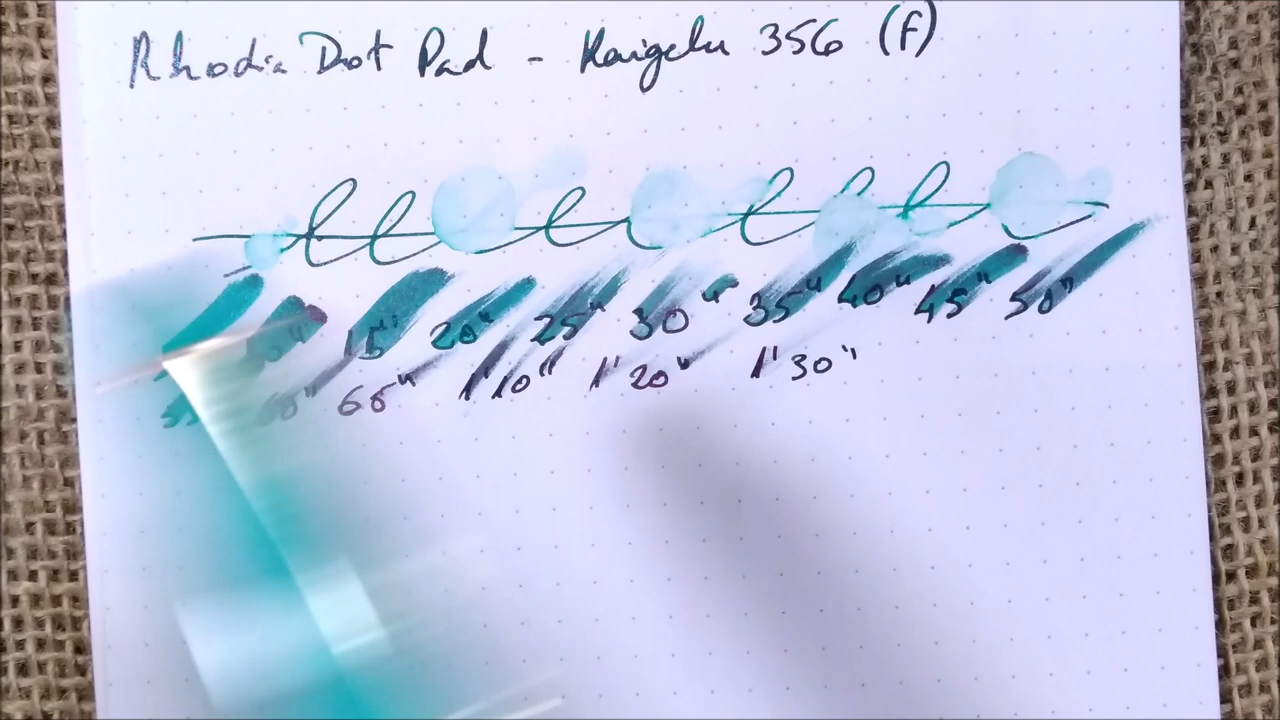 Rhodia Dot Pad - Kaigelu 356 (F)
15" 20" 25" 30" 35" 40" 45" 50"
65" 1'10" 1'20" 1'30"